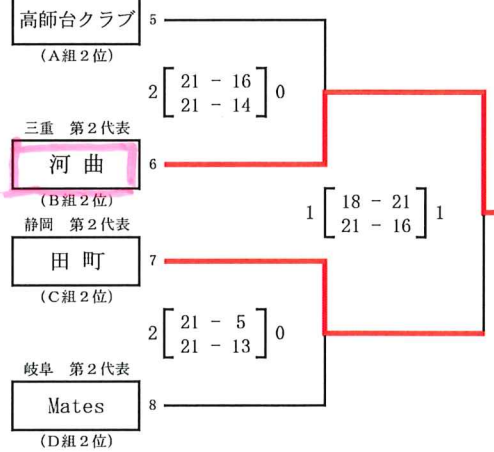 高師台クラブ 5
(A組2位)
2 [21 - 16 0
21 - 14]
三重 第2代表
河曲 6
(B組2位)
1 [18 - 21 1
21 - 16]
静岡 第2代表
田町 7
(C組2位)
2 [21 - 5 0
21 - 13]
岐阜 第2代表
Mates 8
(D組2位)